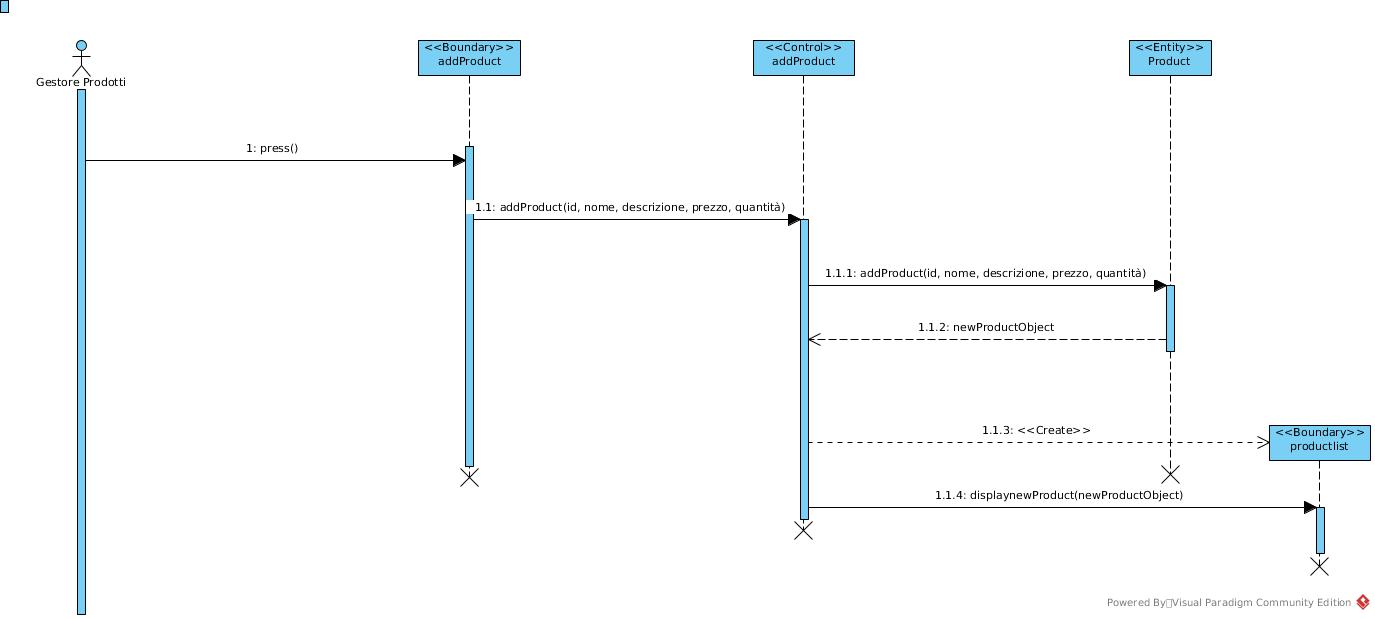 <<Boundary>>
addProduct
<<Control>>
addProduct
<<Entity>>
Product
Gestore Prodotti
1: press()
1.1: addProduct(id, nome, descrizione, prezzo, quantità)
1.1.1: addProduct(id, nome, descrizione, prezzo, quantità)
1.1.2: newProductObject
1.1.3: <<Create>>
<<Boundary>>
productlist
1.1.4: displaynewProduct(newProductObject)
Powered By Visual Paradigm Community Edition